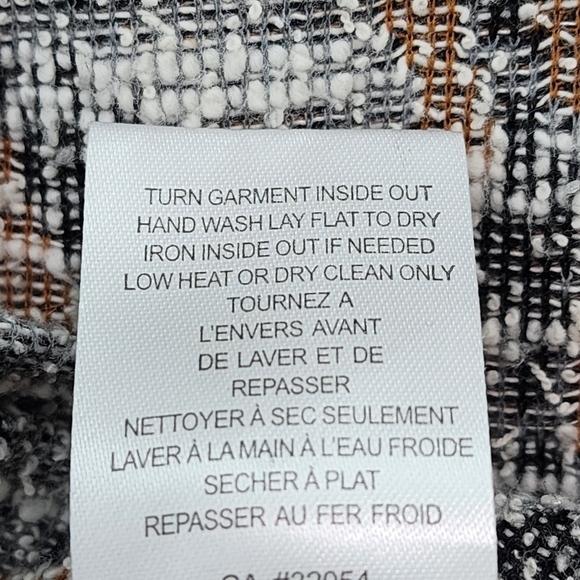 TURN GARMENT INSIDE OUT
HAND WASH LAY FLAT TO DRY
IRON INSIDE OUT IF NEEDED
LOW HEAT OR DRY CLEAN ONLY
TOURNEZ A
L'ENVERS AVANT
DE LAVER ET DE
REPASSER
NETTOYER À SEC SEULEMENT
LAVER À LA MAIN À L'EAU FROIDE
SECHER À PLAT
REPASSER AU FER FROID
CA #22054